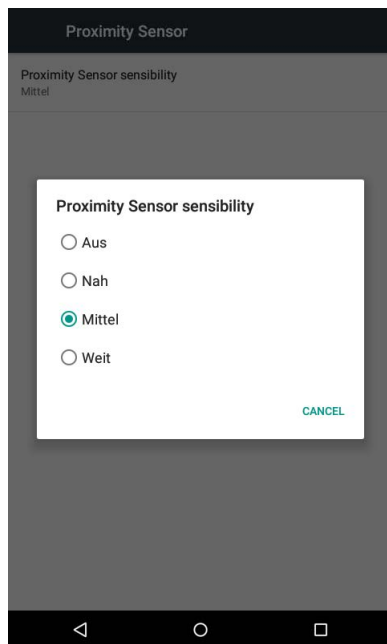 Proximity Sensor
Proximity Sensor sensibility
Mittel
Proximity Sensor sensibility
Aus
Nah
Mittel
Weit
CANCEL